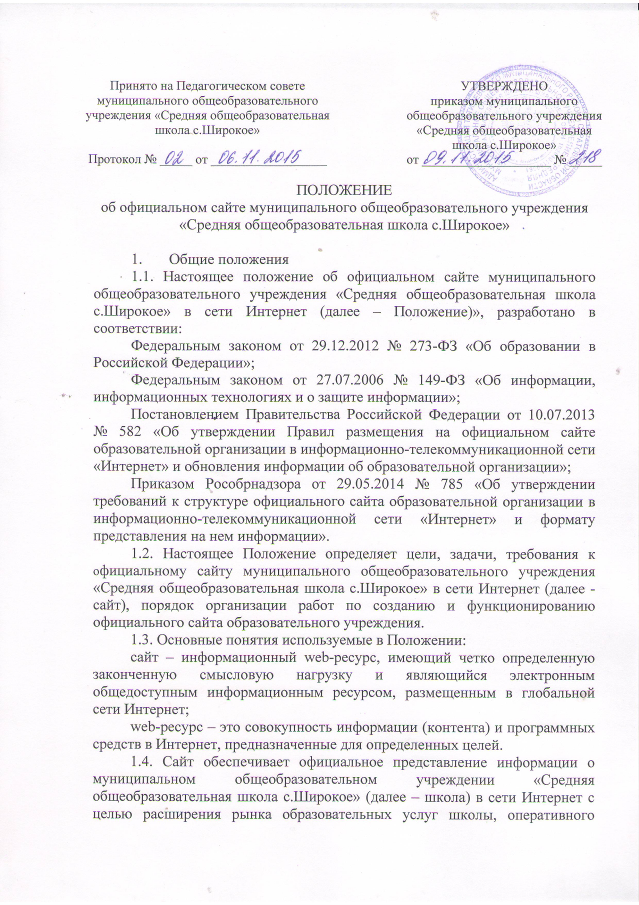 Принято на Педагогическом совете
муниципального общеобразовательного
учреждения «Средняя общеобразовательная
школа.с.Широкое»
Протокол № 02 от 06.11.2015
УТВЕРЖДЕНО
приказом муниципального
общеобразовательного учреждения
«Средняя общеобразовательная
школа с.Широкое»
от 09.11.2015 № 218
ПОЛОЖЕНИЕ
об официальном сайте муниципального общеобразовательного учреждения
«Средняя общеобразовательная школа с.Широкое»
1. Общие положения
1.1. Настоящее положение об официальном сайте муниципального
общеобразовательного учреждения «Средняя общеобразовательная школа
с.Широкое» в сети Интернет (далее – Положение)», разработано в
соответствии:
Федеральным законом от 29.12.2012 № 273-ФЗ «Об образовании в
Российской Федерации»;
Федеральным законом от 27.07.2006 № 149-ФЗ «Об информации,
информационных технологиях и о защите информации»;
Постановлением Правительства Российской Федерации от 10.07.2013
№ 582 «Об утверждении Правил размещения на официальном сайте
образовательной организации в информационно-телекоммуникационной сети
«Интернет» и обновления информации об образовательной организации»;
Приказом Рособрнадзора от 29.05.2014 № 785 «Об утверждении
требований к структуре официального сайта образовательной организации в
информационно-телекоммуникационной сети «Интернет» и формату
представления на нем информации».
1.2. Настоящее Положение определяет цели, задачи, требования к
официальному сайту муниципального общеобразовательного учреждения
«Средняя общеобразовательная школа с.Широкое» в сети Интернет (далее -
сайт), порядок организации работ по созданию и функционированию
официального сайта образовательного учреждения.
1.3. Основные понятия используемые в Положении:
сайт – информационный web-ресурс, имеющий четко определенную
законченную смысловую нагрузку и являющийся электронным
общедоступным информационным ресурсом, размещенным в глобальной
сети Интернет;
web-ресурс – это совокупность информации (контента) и программных
средств в Интернет, предназначенные для определенных целей.
1.4. Сайт обеспечивает официальное представление информации о
муниципальном общеобразовательном учреждении «Средняя
общеобразовательная школа с.Широкое» (далее – школа) в сети Интернет с
целью расширения рынка образовательных услуг школы, оперативного